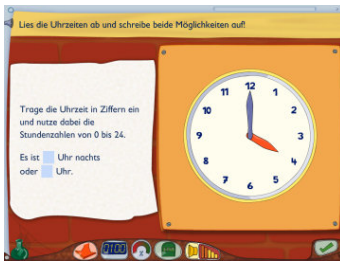 Lies die Uhrzeiten ab und schreibe beide Möglichkeiten auf!
Trage die Uhrzeit in Ziffern ein
und nutze dabei die
Stundenzahlen von 0 bis 24.
Es ist Uhr nachts
oder Uhr.
12
1
2
3
4
5
6
7
8
9
10
11